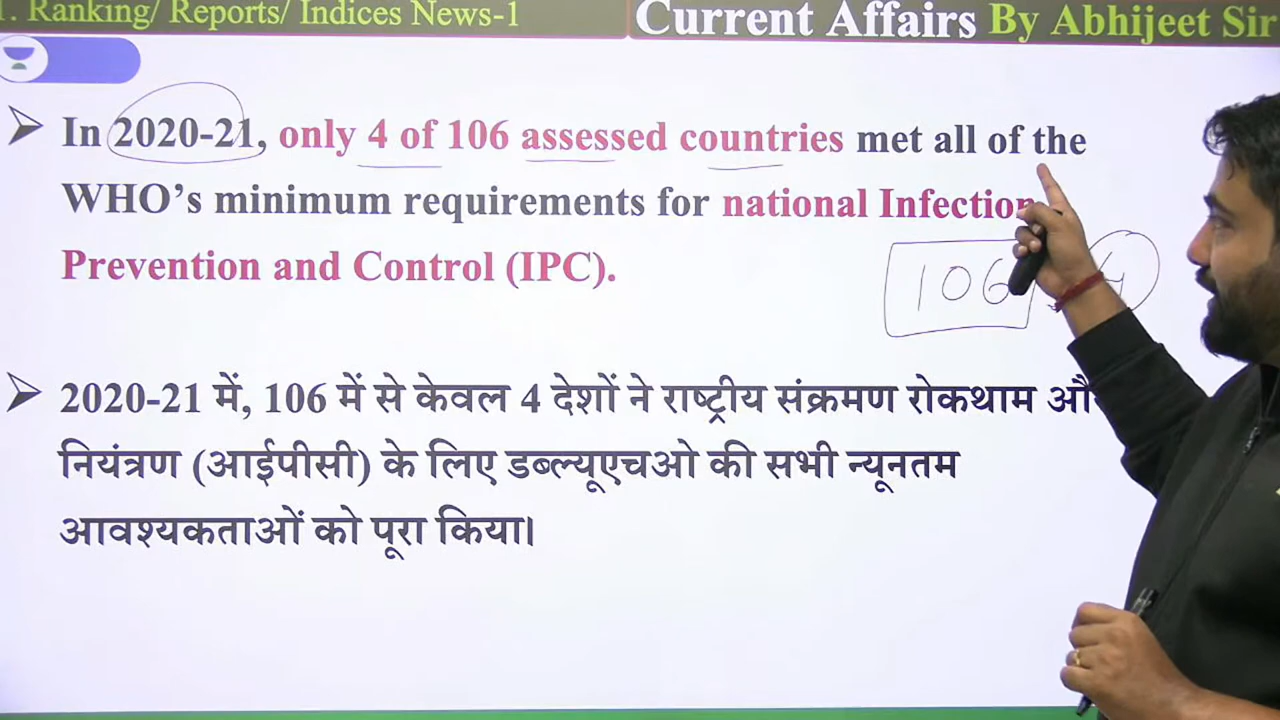 1. Ranking/ Reports/ Indices News-1
Current Affairs By Abhijeet Sir
In 2020-21, only 4 of 106 assessed countries met all of the
WHO's minimum requirements for national Infection
Prevention and Control (IPC).
106 4
2020-21 में, 106 में से केवल 4 देशों ने राष्ट्रीय संक्रमण रोकथाम
नियंत्रण (आईपीसी) के लिए डब्ल्यूएचओ की सभी न्यूनतम
आवश्यकताओं को पूरा किया।